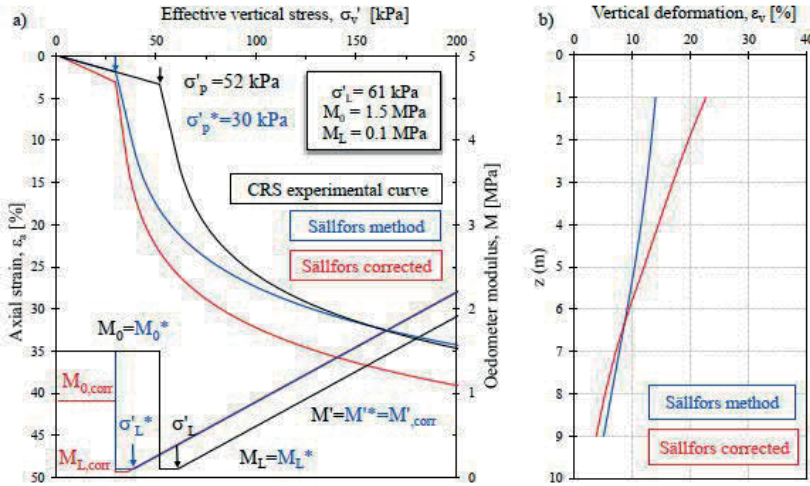 a)
Effective vertical stress, σv' [kPa]
0 50 100 150 200
0
5
10
15
20
25
30
35
40
45
50
Axial strain, εa [%]
σ'p =52 kPa
σ'p*=30 kPa
σ'L= 61 kPa
M0 = 1.5 MPa
ML = 0.1 MPa
CRS experimental curve
Sällfors method
Sällfors corrected
M0=M0*
M0,corr
σ'L*
σ'L
ML,corr
ML=ML*
M'=M'*=M',corr
5
4
3
2
1
0
Oedometer modulus, M [MPa]
b)
Vertical deformation, εv [%]
0 10 20 30 40
0
1
2
3
4
5
6
7
8
9
10
z (m)
Sällfors method
Sällfors corrected